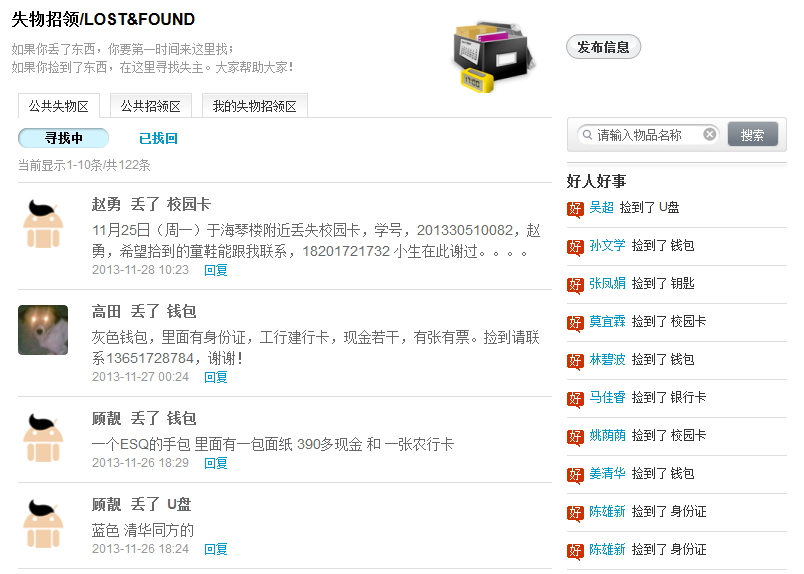 失物招领/LOST&FOUND
如果你丢了东西，你要第一时间来这里找；
如果你捡到了东西，在这里寻找失主。大家帮助大家！
发布信息
公共失物区
公共招领区
我的失物招领区
寻找中
已找回
当前显示1-10条/共122条
赵勇 丢了 校园卡
11月25日（周一）于海琴楼附近丢失校园卡，学号，201330510082，赵
勇，希望拾到的童鞋能跟我联系，18201721732 小生在此谢过。。。。
2013-11-28 10:23 回复
高田 丢了 钱包
灰色钱包，里面有身份证，工行建行卡，现金若干，有张有票。捡到请联
系13651728784，谢谢！
2013-11-27 00:24 回复
顾靓 丢了 钱包
一个ESQ的手包 里面有一包面纸 390多现金 和 一张农行卡
2013-11-26 18:29 回复
顾靓 丢了 U盘
蓝色 清华同方的
2013-11-26 18:24 回复
请输入物品名称
搜索
好人好事
好 吴超 捡到了 U盘
好 孙文学 捡到了 钱包
好 张凤娟 捡到了 钥匙
好 莫宜霖 捡到了 校园卡
好 林碧波 捡到了 钱包
好 马佳睿 捡到了 银行卡
好 姚荫荫 捡到了 校园卡
好 姜清华 捡到了 钱包
好 陈雄新 捡到了 身份证
好 陈雄新 捡到了 身份证